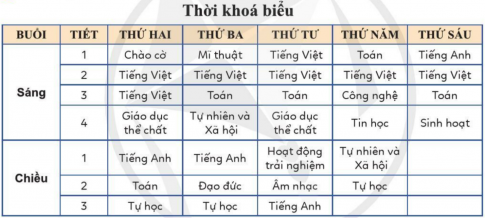 Thời khoá biểu
BUỔI TIẾT THỨ HAI THỨ BA THỨ TƯ THỨ NĂM THỨ SÁU
Sáng
1 Chào cờ Mĩ thuật Tiếng Việt Toán Tiếng Anh
2 Tiếng Việt Tiếng Việt Tiếng Việt Tiếng Việt Tiếng Việt
3 Tiếng Việt Toán Toán Công nghệ Toán
4 Giáo dục thể chất Tự nhiên và Xã hội Giáo dục thể chất Tin học Sinh hoạt
Chiều
1 Tiếng Anh Tiếng Anh Hoạt động trải nghiệm Tự nhiên và Xã hội
2 Toán Đạo đức Âm nhạc Tự học
3 Tự học Tự học Tiếng Anh